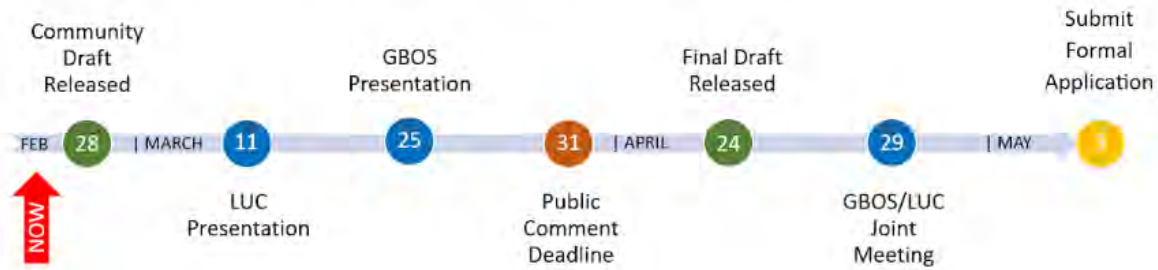 Community
Draft
Released
GBOS
Presentation
Final Draft
Released
Submit
Formal
Application
FEB 28 | MARCH 11 25 31 | APRIL 24 29 | MAY
NOW
LUC
Presentation
Public
Comment
Deadline
GBOS/LUC
Joint
Meeting